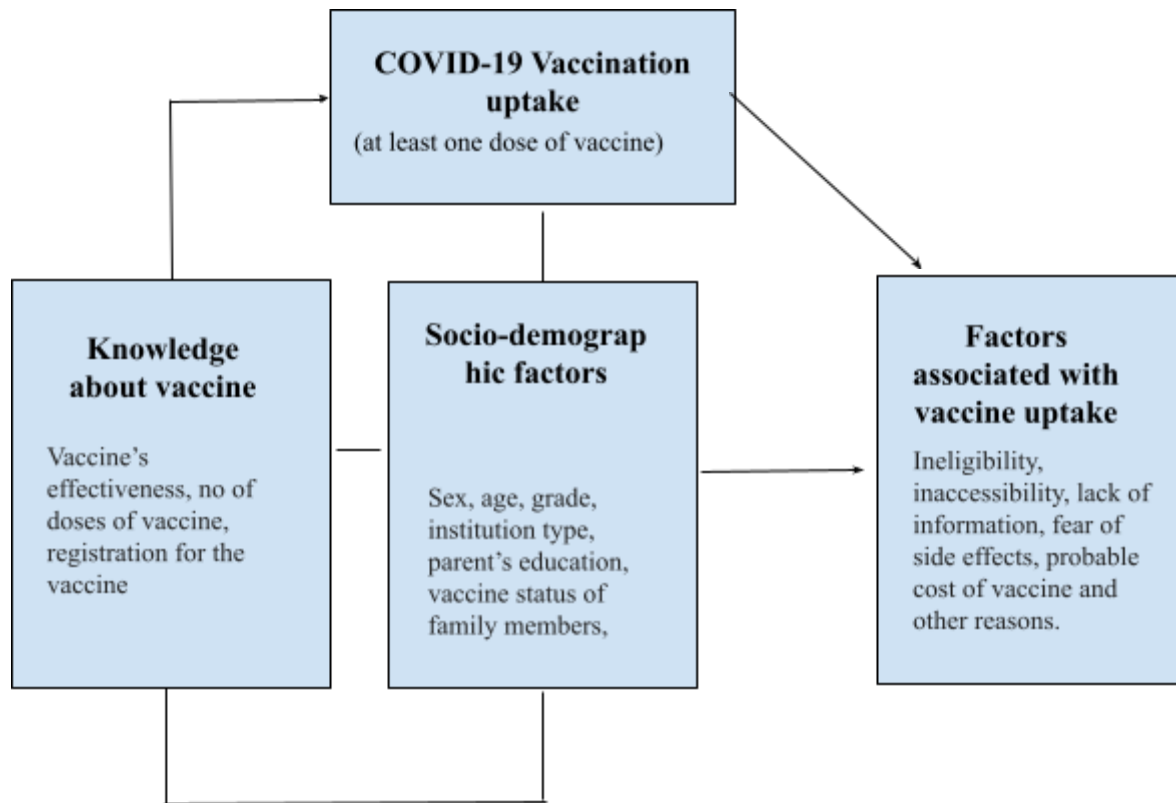 COVID-19 Vaccination
uptake
(at least one dose of vaccine)
Knowledge
about vaccine
Vaccine’s
effectiveness, no of
doses of vaccine,
registration for the
vaccine
Socio-demograp
hic factors
Sex, age, grade,
institution type,
parent’s education,
vaccine status of
family members,
Factors
associated with
vaccine uptake
Ineligibility,
inaccessibility, lack of
information, fear of
side effects, probable
cost of vaccine and
other reasons.